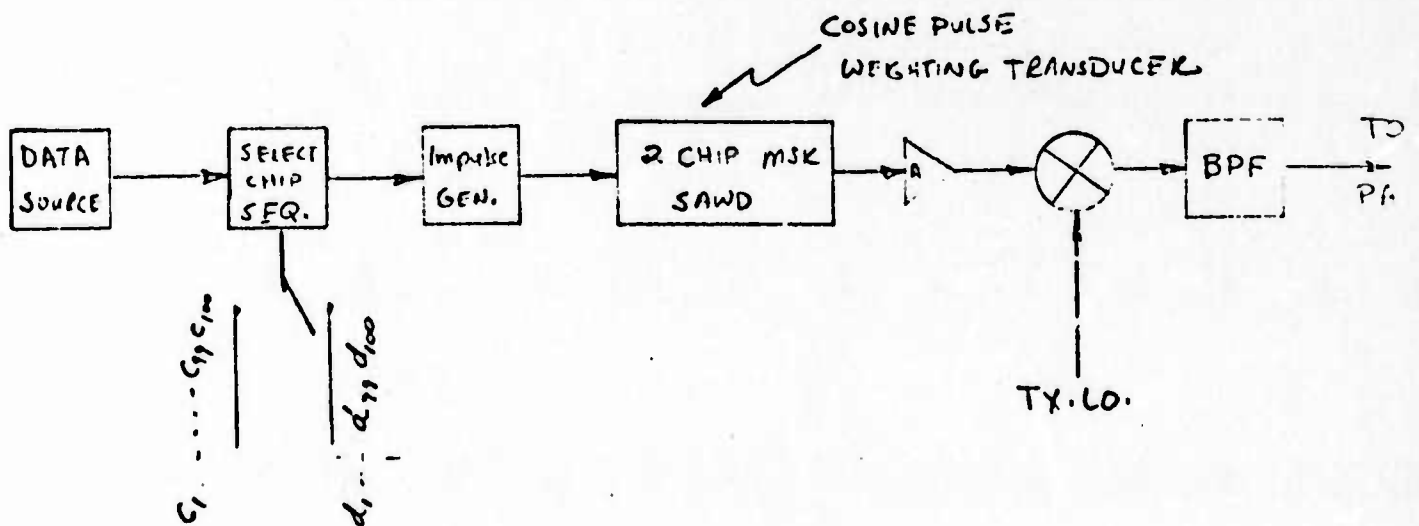 COSINE PULSE
WEIGHTING TRANSDUCER
DATA
SOURCE
SELECT
CHIP
SEQ.
Impulse
GEN.
2 CHIP MSK
SAWD
A
BPF
TO
PA.
TX.LO.
C₁ ..... C₉₉ C₁₀₀
d₁ .... d₉₉ d₁₀₀